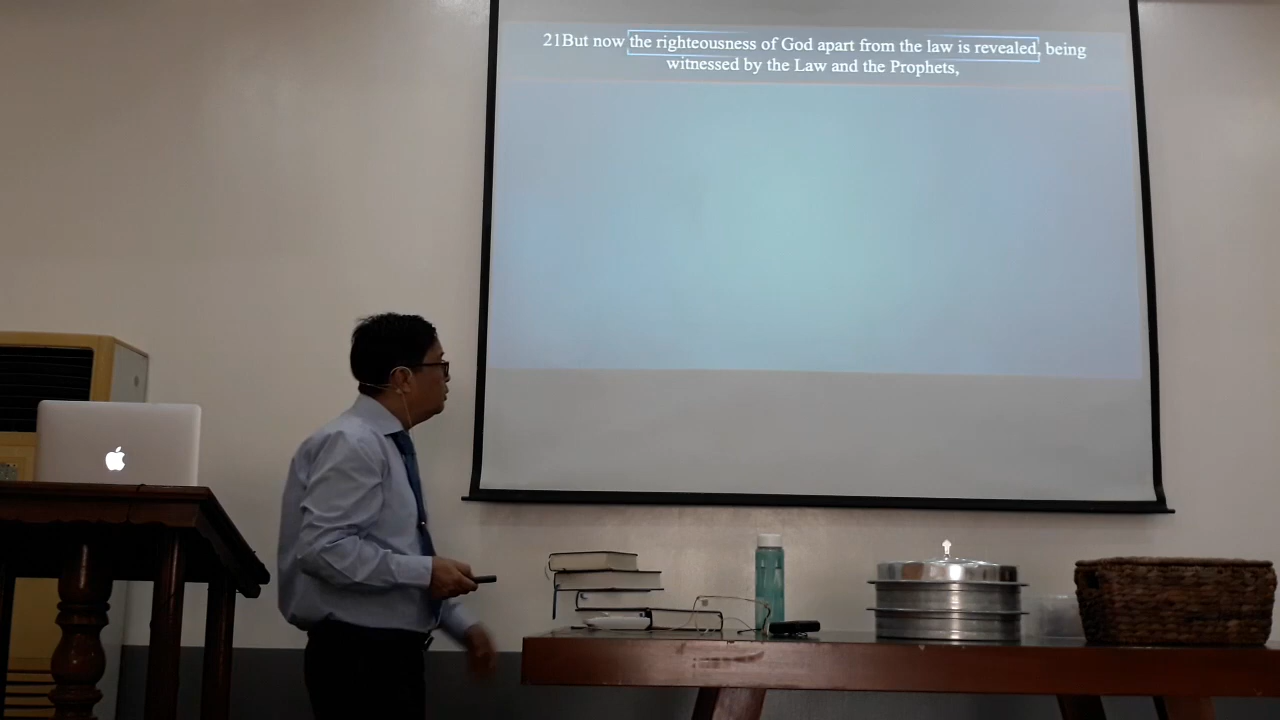 21But now the righteousness of God apart from the law is revealed, being
witnessed by the Law and the Prophets,